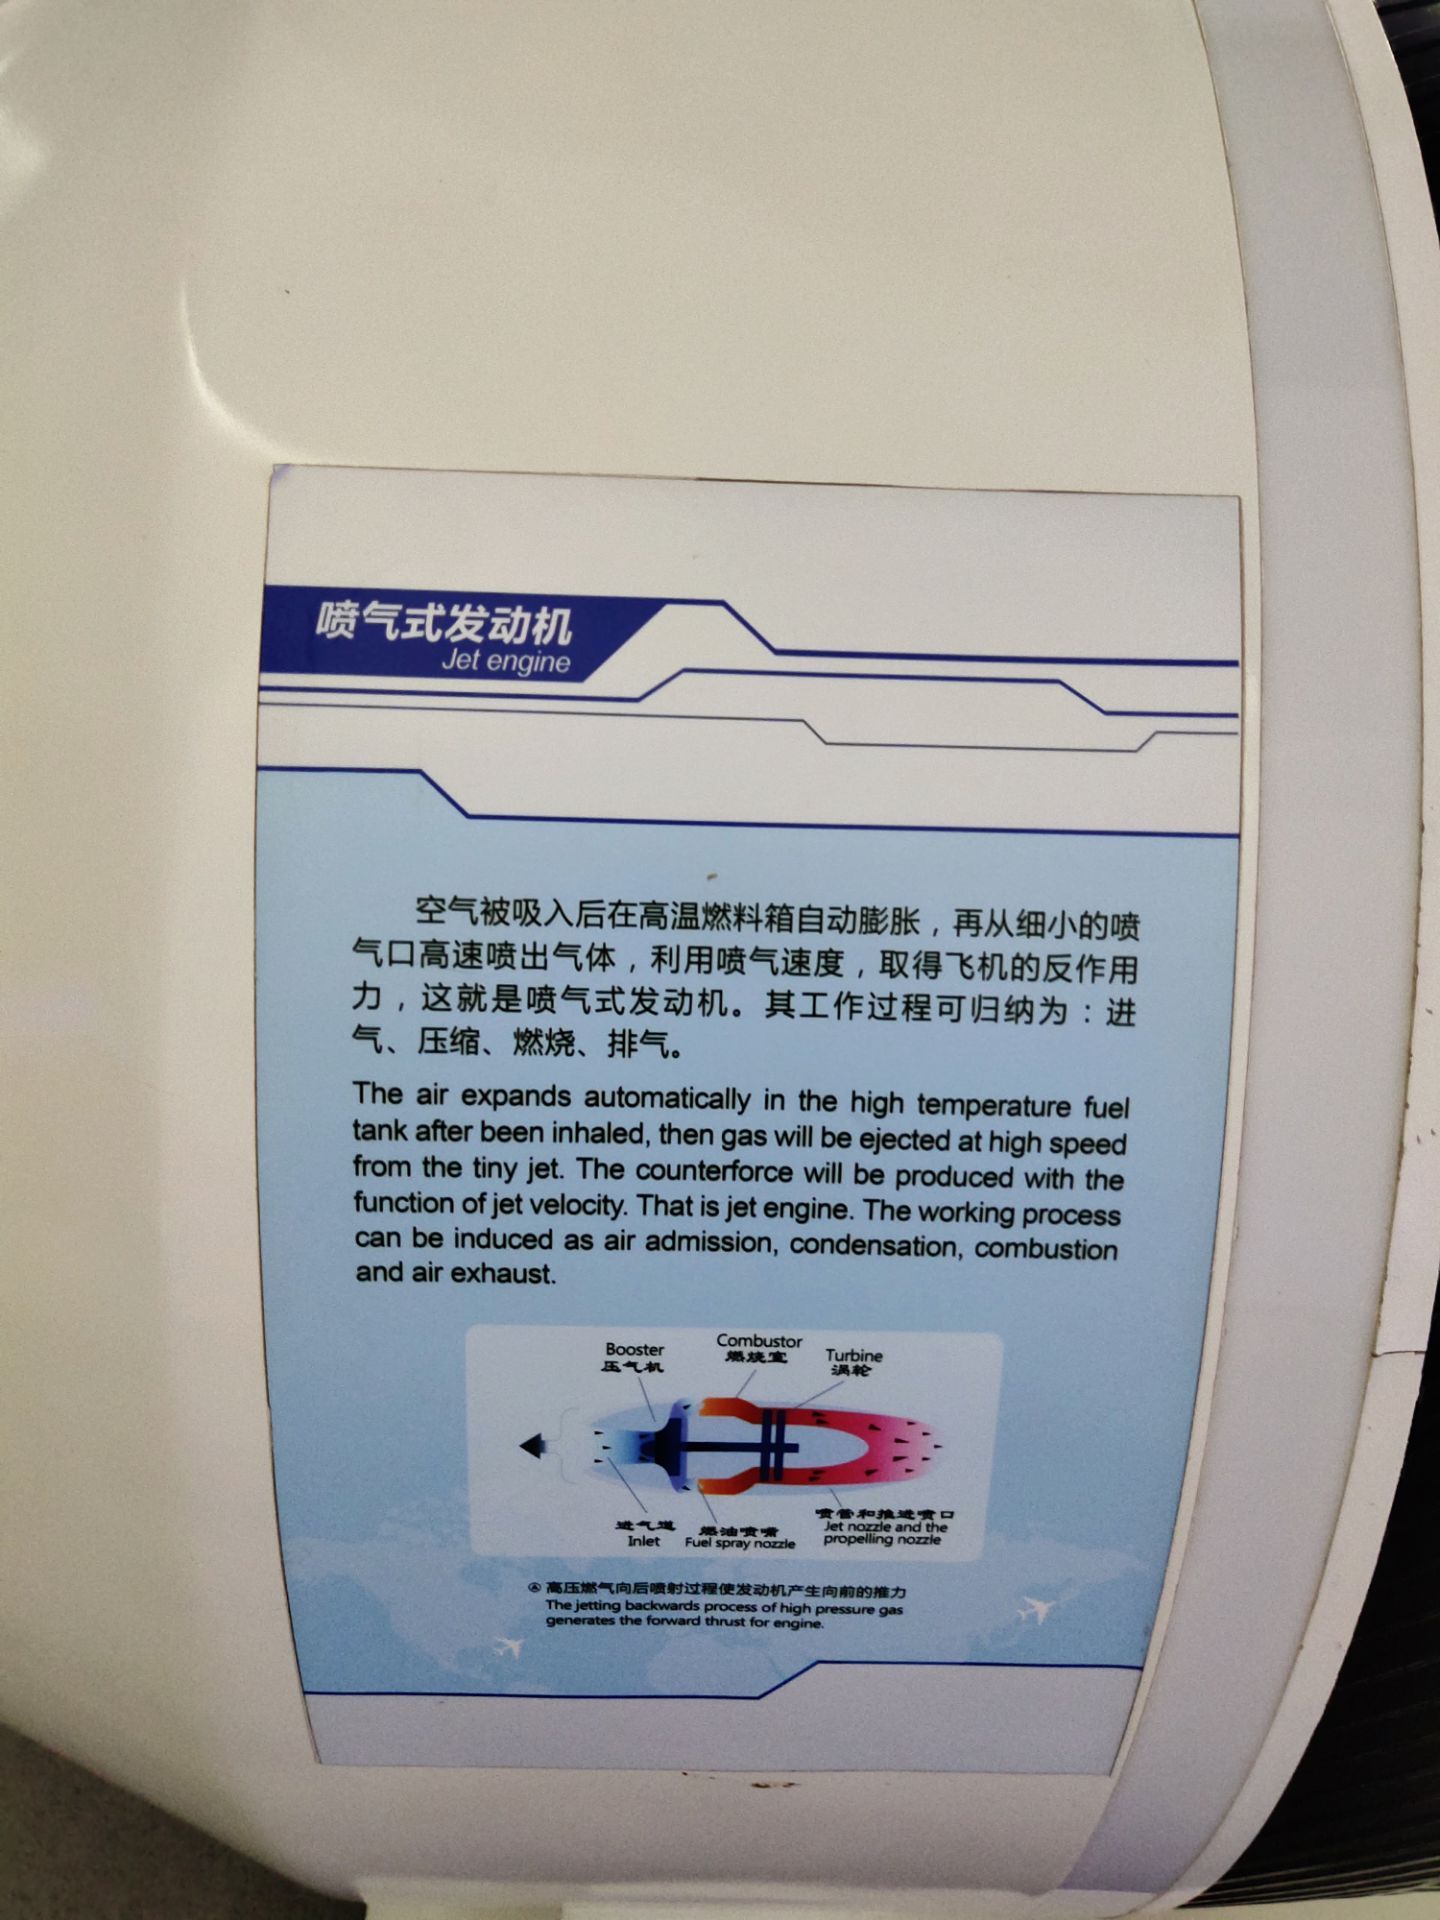 喷气式发动机
Jet engine
空气被吸入后在高温燃料箱自动膨胀，再从细小的喷
气口高速喷出气体，利用喷气速度，取得飞机的反作用
力，这就是喷气式发动机。其工作过程可归纳为：进
气、压缩、燃烧、排气。
The air expands automatically in the high temperature fuel
tank after been inhaled, then gas will be ejected at high speed
from the tiny jet. The counterforce will be produced with the
function of jet velocity. That is jet engine. The working process
can be induced as air admission, condensation, combustion
and air exhaust.
Booster
压气机
Combustor
燃烧室
Turbine
涡轮
进气道
Inlet
燃油喷嘴
Fuel spray nozzle
喷管和推进喷口
Jet nozzle and the
propelling nozzle
高压燃气向后喷射过程使发动机产生向前的推力
The jetting backwards process of high pressure gas
generates the forward thrust for engine.